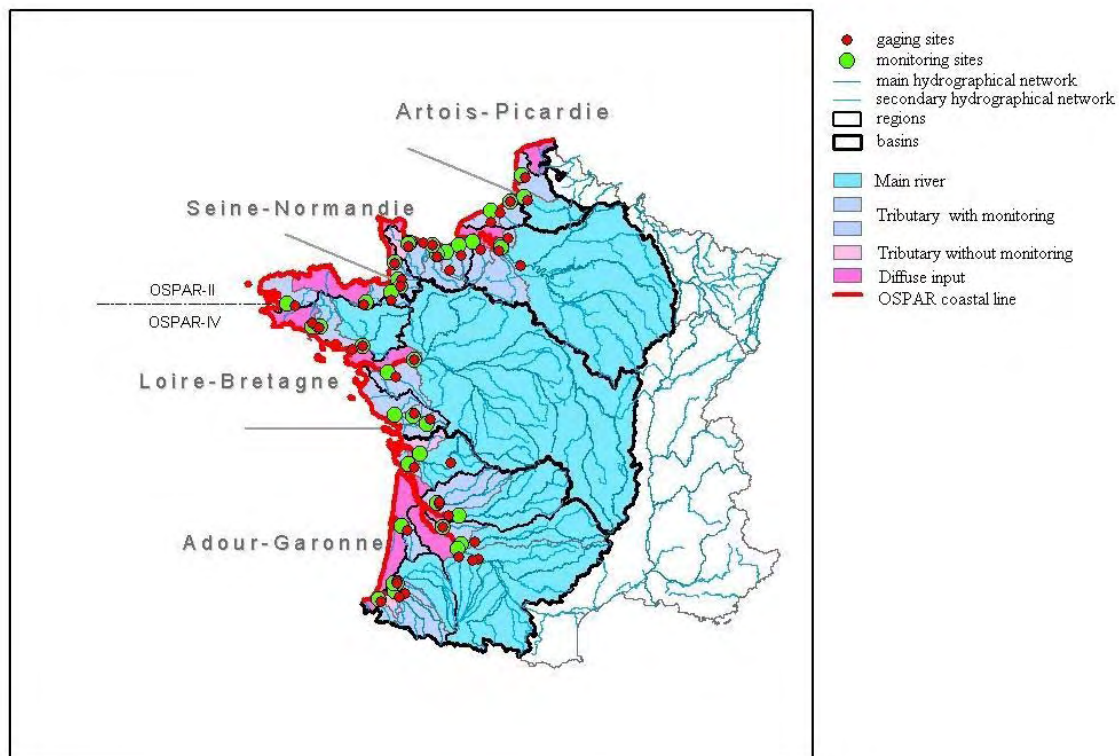 Artois-Picardie
Seine-Normandie
OSPAR-II
OSPAR-IV
Loire-Bretagne
Adour-Garonne
gaging sites
monitoring sites
main hydrographical network
secondary hydrographical network
regions
basins
Main river
Tributary with monitoring
Tributary without monitoring
Diffuse input
OSPAR coastal line